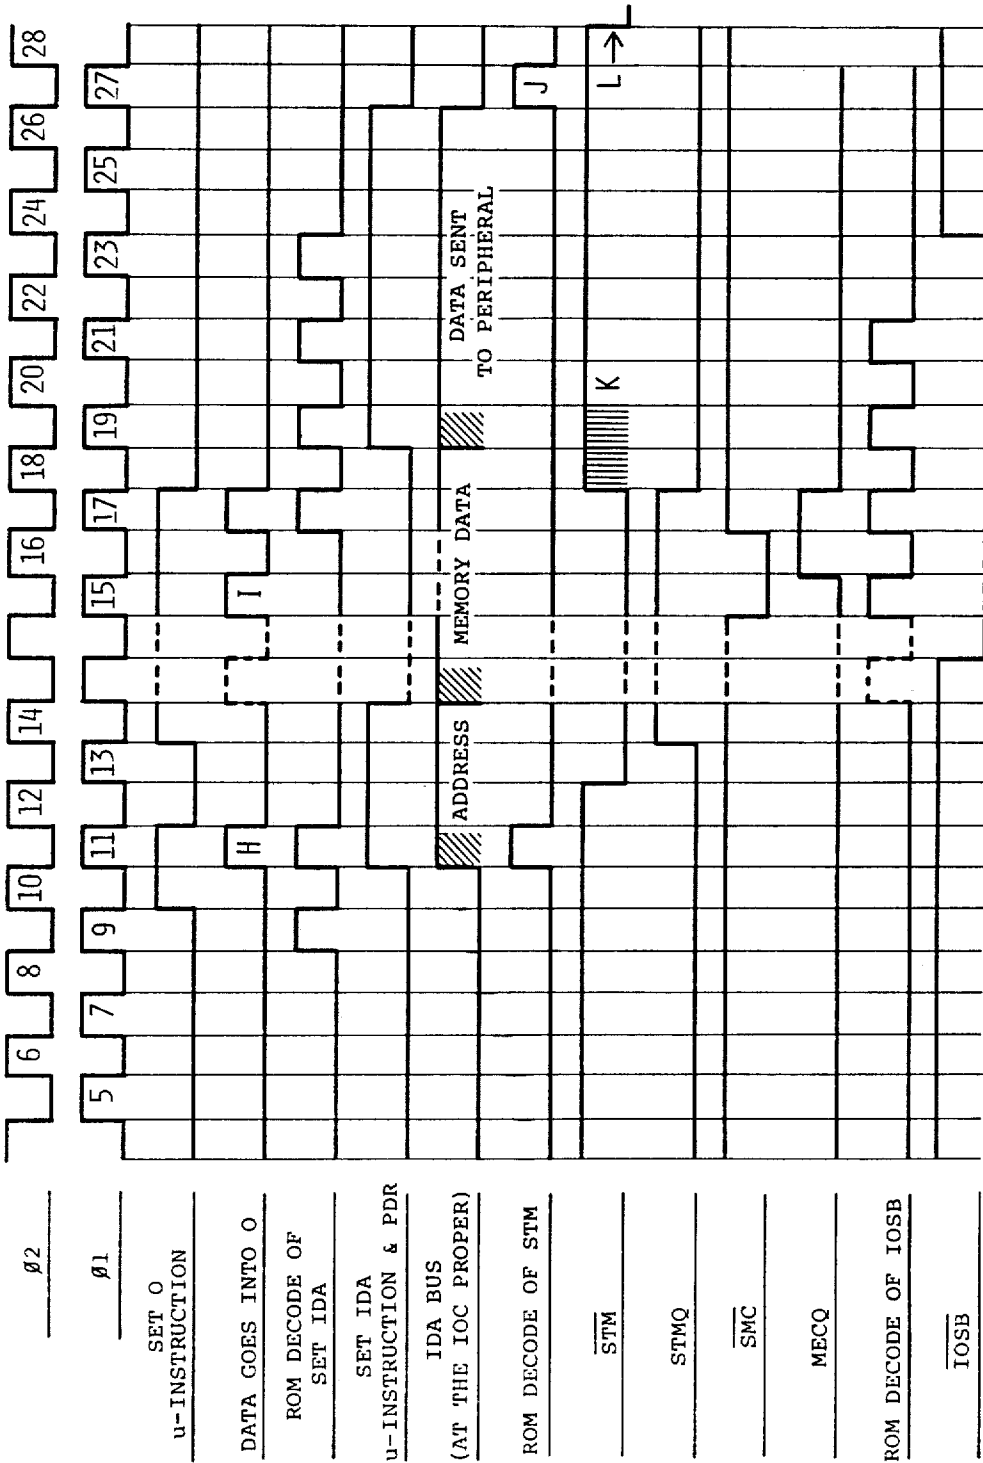 Ø2
6 8 10 12 14 16 18 20 22 24 26 28
Ø1
5 7 9 11 13 15 17 19 21 23 25 27
SET O
u-INSTRUCTION
DATA GOES INTO O
H I
ROM DECODE OF
SET IDA
SET IDA
u-INSTRUCTION & PDR
IDA BUS
(AT THE IOC PROPER)
ADDRESS MEMORY DATA
DATA SENT
TO PERIPHERAL
ROM DECODE OF STM
J
STM
K L →
STMQ
SMC
MECQ
ROM DECODE OF IOSB
IOSB